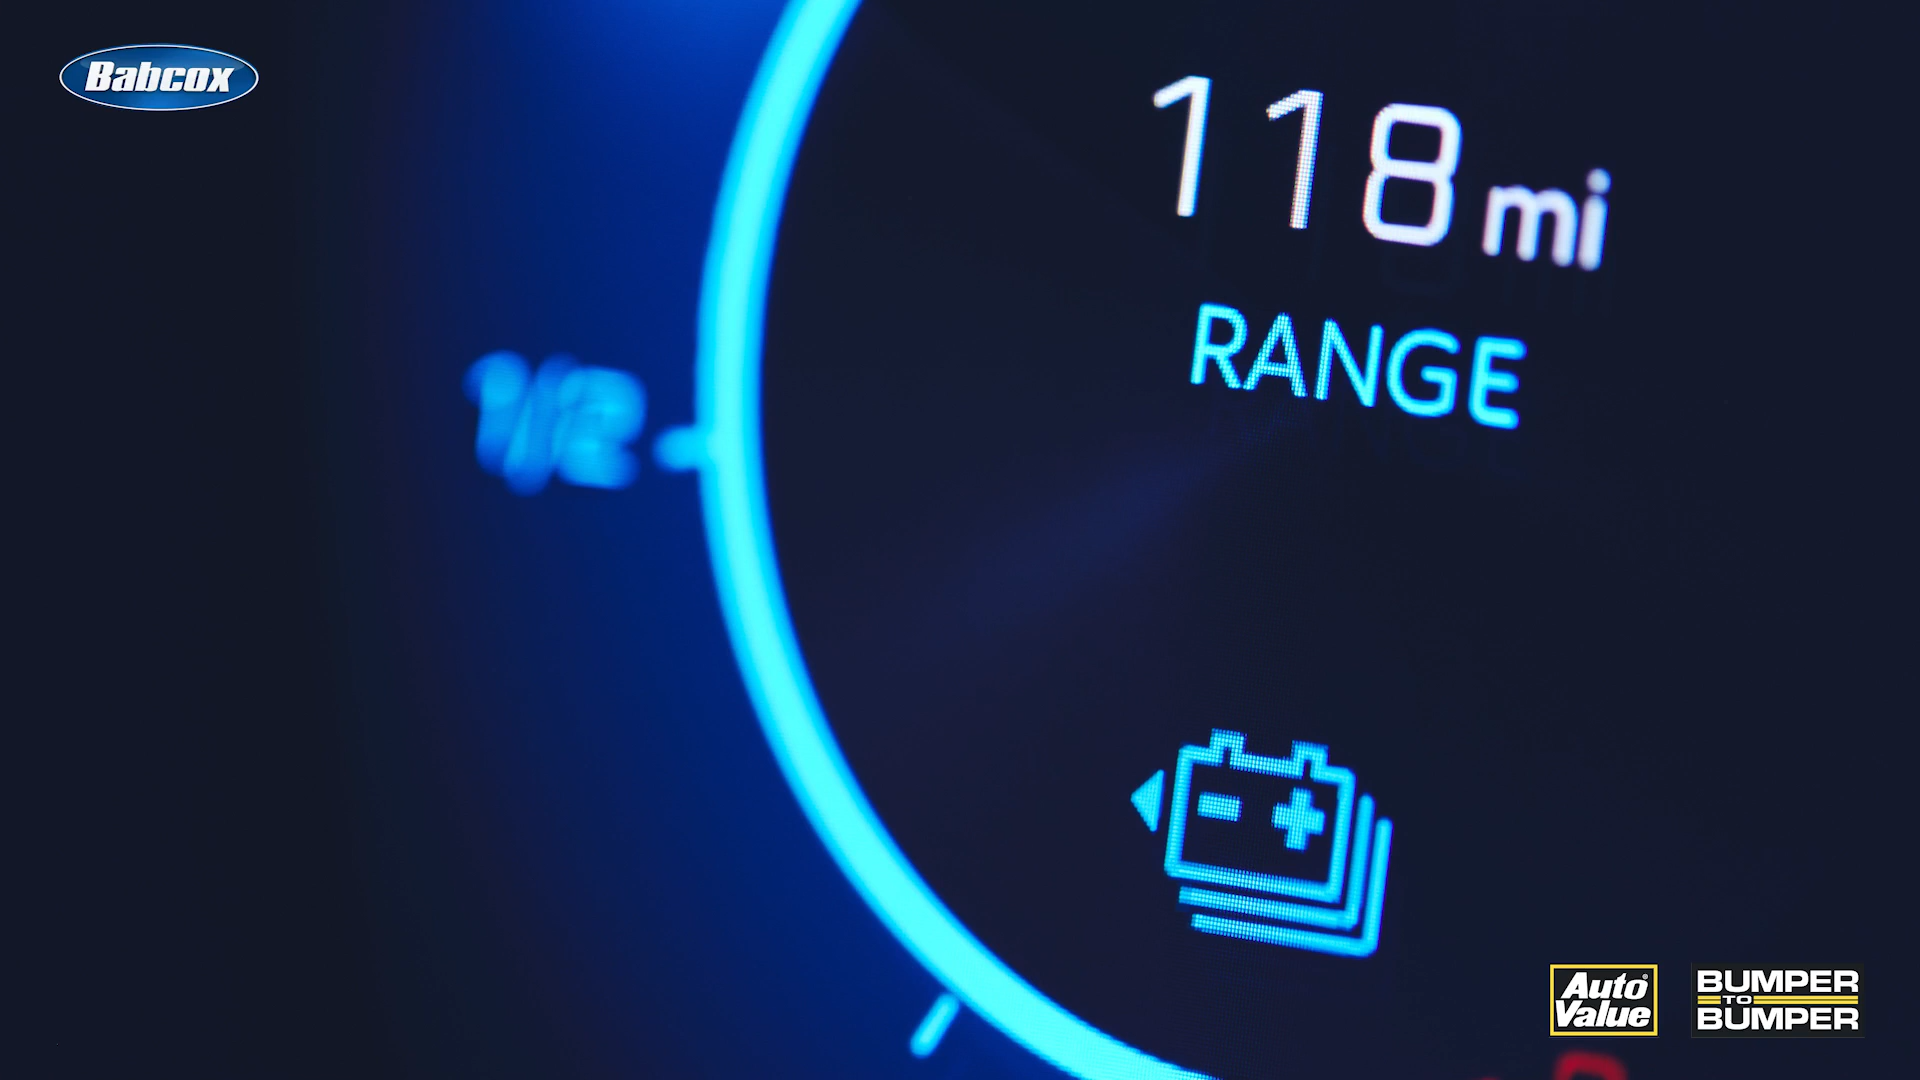 Babcox
118 mi
RANGE
1/2
Auto
Value
BUMPER
TO
BUMPER